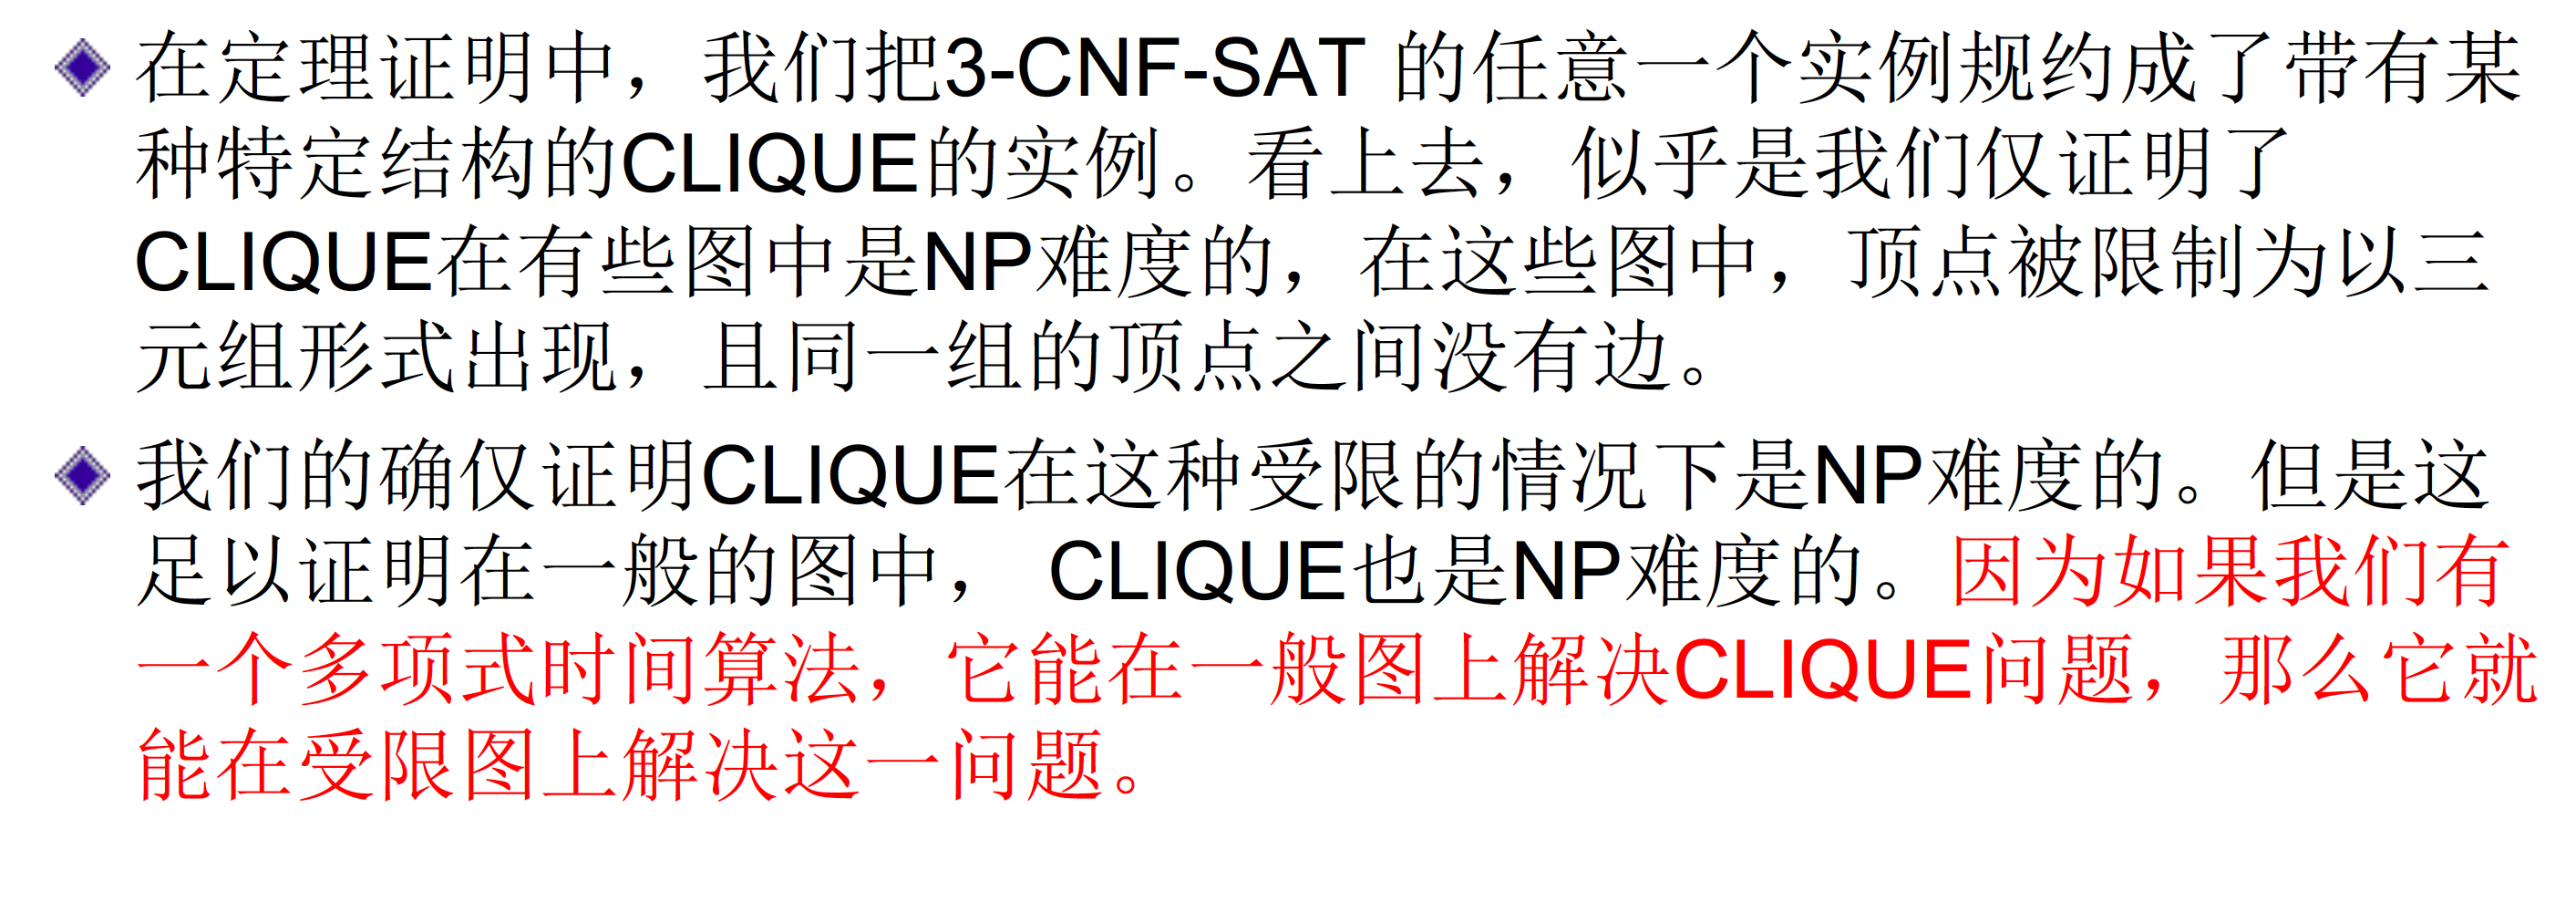 在定理证明中，我们把3-CNF-SAT 的任意一个实例规约成了带有某
种特定结构的CLIQUE的实例。看上去，似乎是我们仅证明了
CLIQUE在有些图中是NP难度的，在这些图中，顶点被限制为以三
元组形式出现，且同一组的顶点之间没有边。
我们的确仅证明CLIQUE在这种受限的情况下是NP难度的。但是这
足以证明在一般的图中， CLIQUE也是NP难度的。因为如果我们有
一个多项式时间算法，它能在一般图上解决CLIQUE问题，那么它就
能在受限图上解决这一问题。